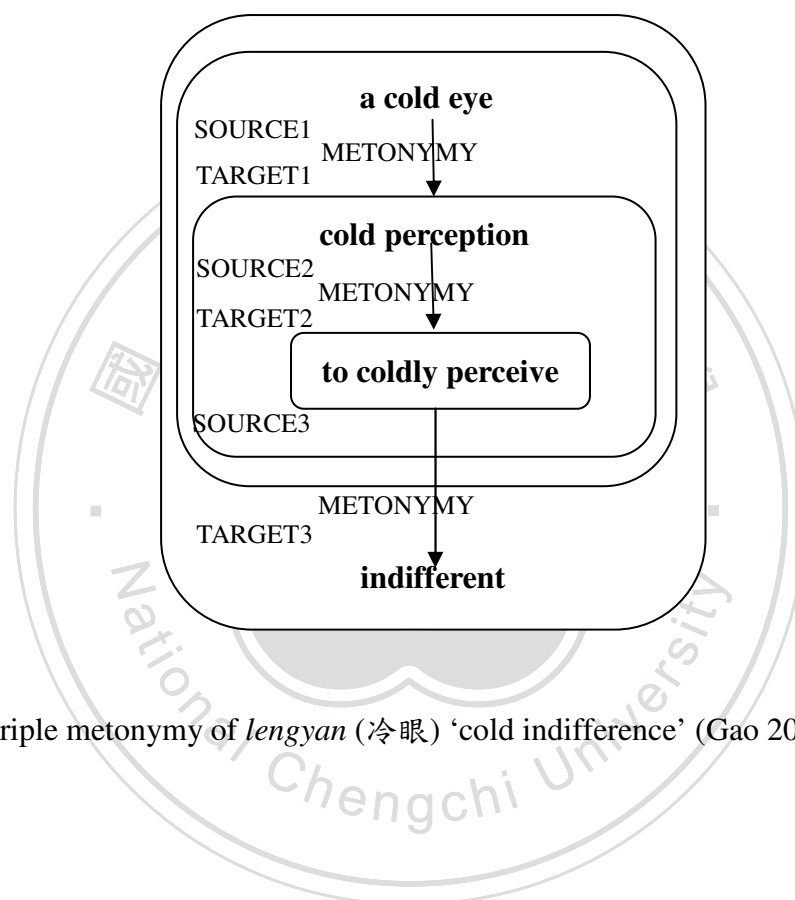 a cold eye
SOURCE1
METONYMY
TARGET1
cold perception
SOURCE2
METONYMY
TARGET2
to coldly perceive
SOURCE3
METONYMY
TARGET3
indifferent
riple metonymy of lengyan (冷眼) ‘cold indifference’ (Gao 20
國
National Chengchi University